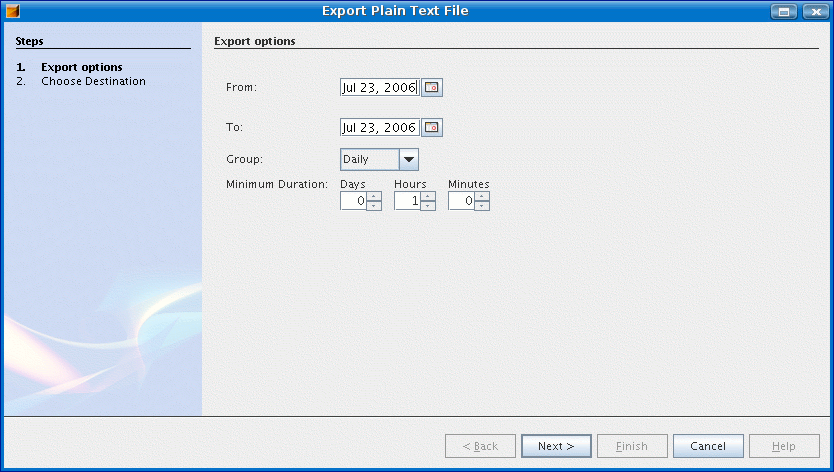 Export Plain Text File
Steps
1. Export options
2. Choose Destination
Export options
From: Jul 23, 2006
To: Jul 23, 2006
Group: Daily
Minimum Duration: Days Hours Minutes
0 1 0
< Back Next > Finish Cancel Help